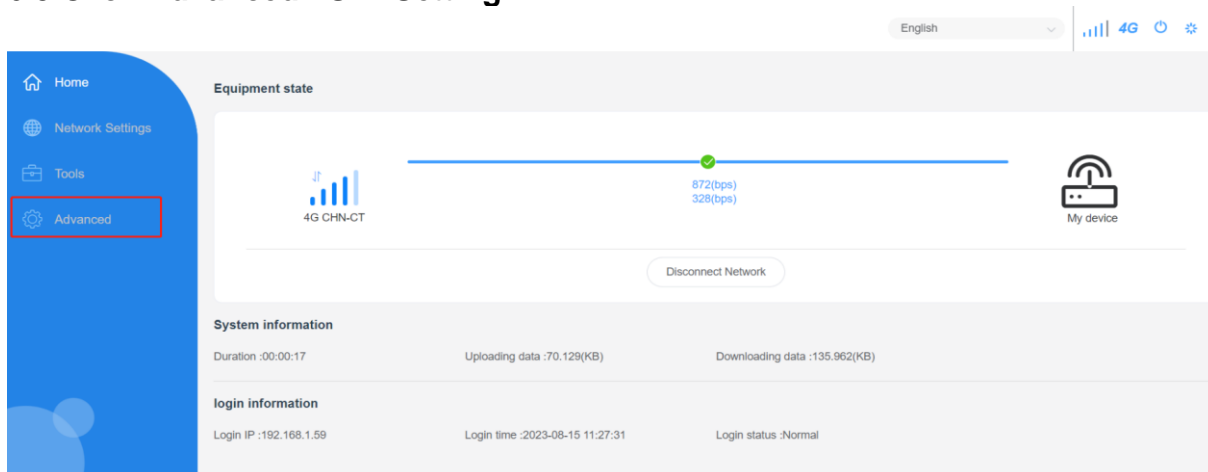 English
4G
Home
Network Settings
Tools
Advanced
Equipment state
872(bps)
328(bps)
4G CHN-CT
My device
Disconnect Network
System information
Duration :00:00:17 Uploading data :70.129(KB) Downloading data :135.962(KB)
login information
Login IP :192.168.1.59 Login time :2023-08-15 11:27:31 Login status :Normal